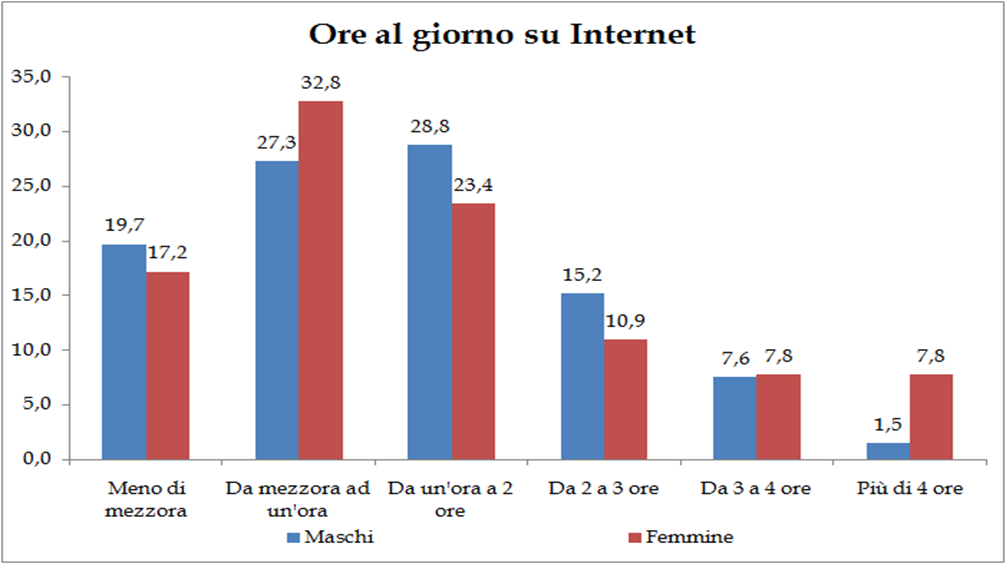 Ore al giorno su Internet
35,0
30,0
25,0
20,0
15,0
10,0
5,0
0,0
19,7
17,2
27,3
32,8
28,8
23,4
15,2
10,9
7,6
7,8
1,5
7,8
Meno di
mezzora
Da mezzora ad
un'ora
Da un'ora a 2
ore
Da 2 a 3 ore
Da 3 a 4 ore
Più di 4 ore
Maschi
Femmine